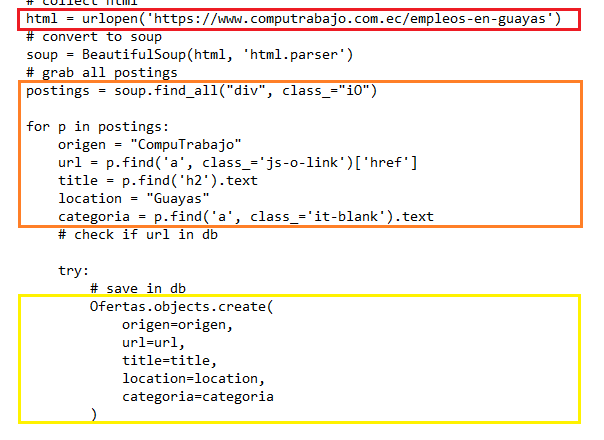 # collect html
html = urlopen('https://www.computrabajo.com.ec/empleos-en-guayas')
# convert to soup
soup = BeautifulSoup(html, 'html.parser')
# grab all postings
postings = soup.find_all("div", class_="iO")
for p in postings:
    origen = "CompuTrabajo"
    url = p.find('a', class_='js-o-link')['href']
    title = p.find('h2').text
    location = "Guayas"
    categoria = p.find('a', class_='it-blank').text
    # check if url in db
    try:
        # save in db
        Ofertas.objects.create(
            origen=origen,
            url=url,
            title=title,
            location=location,
            categoria=categoria
        )